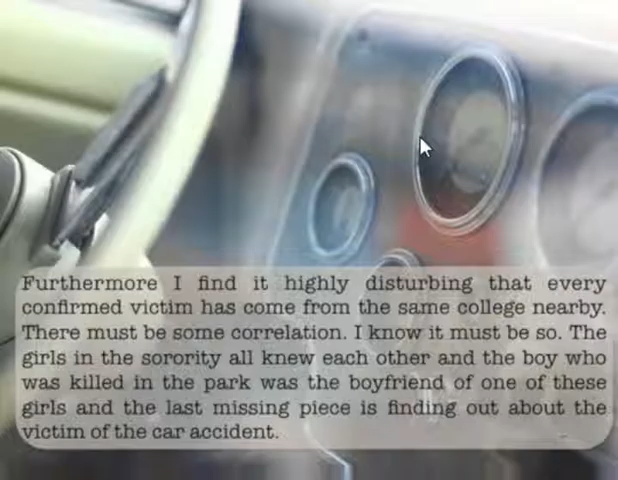 Furthermore I find it highly disturbing that every
confirmed victim has come from the same college nearby.
There must be some correlation. I know it must be so. The
girls in the sorority all knew each other and the boy who
was killed in the park was the boyfriend of one of these
girls and the last missing piece is finding out about the
victim of the car accident.